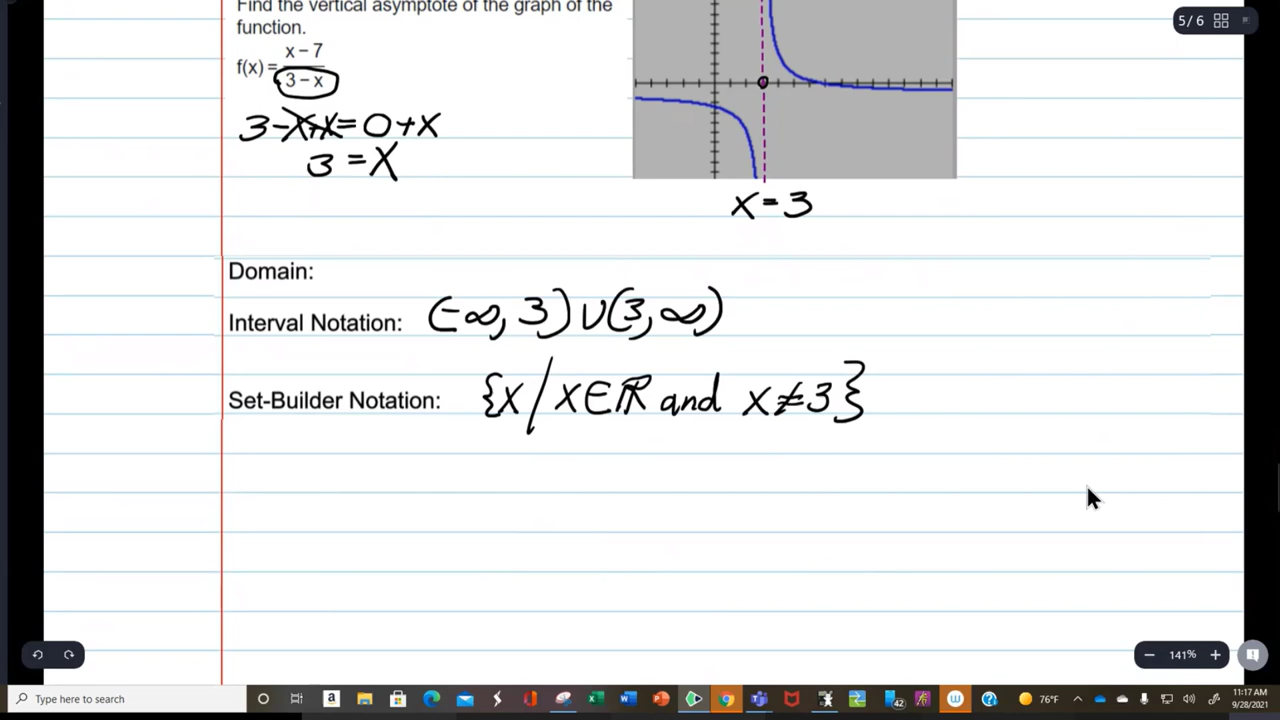 Find the vertical asymptote of the graph of the
5/6
function.
x – 7
f(x) =
3 – x
3-x+x=0+x
3 = x
x = 3
Domain:
Interval Notation: (-∞, 3) ∪ (3, ∞)
Set-Builder Notation: {x / x ∈ ℝ and x ≠ 3}
141%
Type here to search
42
76°F
11:17 AM
9/28/2021